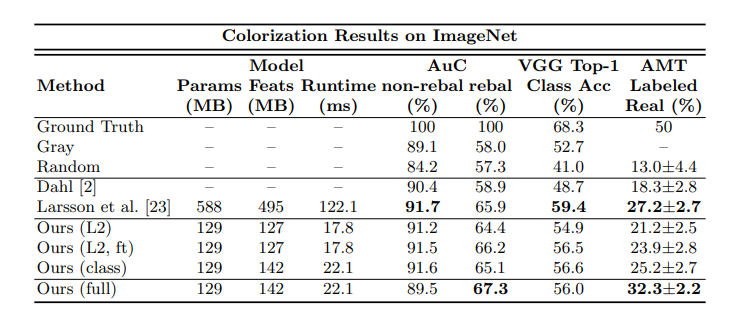 Colorization Results on ImageNet
Model AuC VGG Top-1 AMT
Method Params Feats Runtime non-rebal rebal Class Acc Labeled
(MB) (MB) (ms) (%) (%) (%) Real (%)
Ground Truth – – – 100 100 68.3 50
Gray – – – 89.1 58.0 52.7 –
Random – – – 84.2 57.3 41.0 13.0±4.4
Dahl [2] – – – 90.4 58.9 48.7 18.3±2.8
Larsson et al. [23] 588 495 122.1 91.7 65.9 59.4 27.2±2.7
Ours (L2) 129 127 17.8 91.2 64.4 54.9 21.2±2.5
Ours (L2, ft) 129 127 17.8 91.5 66.2 56.5 23.9±2.8
Ours (class) 129 142 22.1 91.6 65.1 56.6 25.2±2.7
Ours (full) 129 142 22.1 89.5 67.3 56.0 32.3±2.2